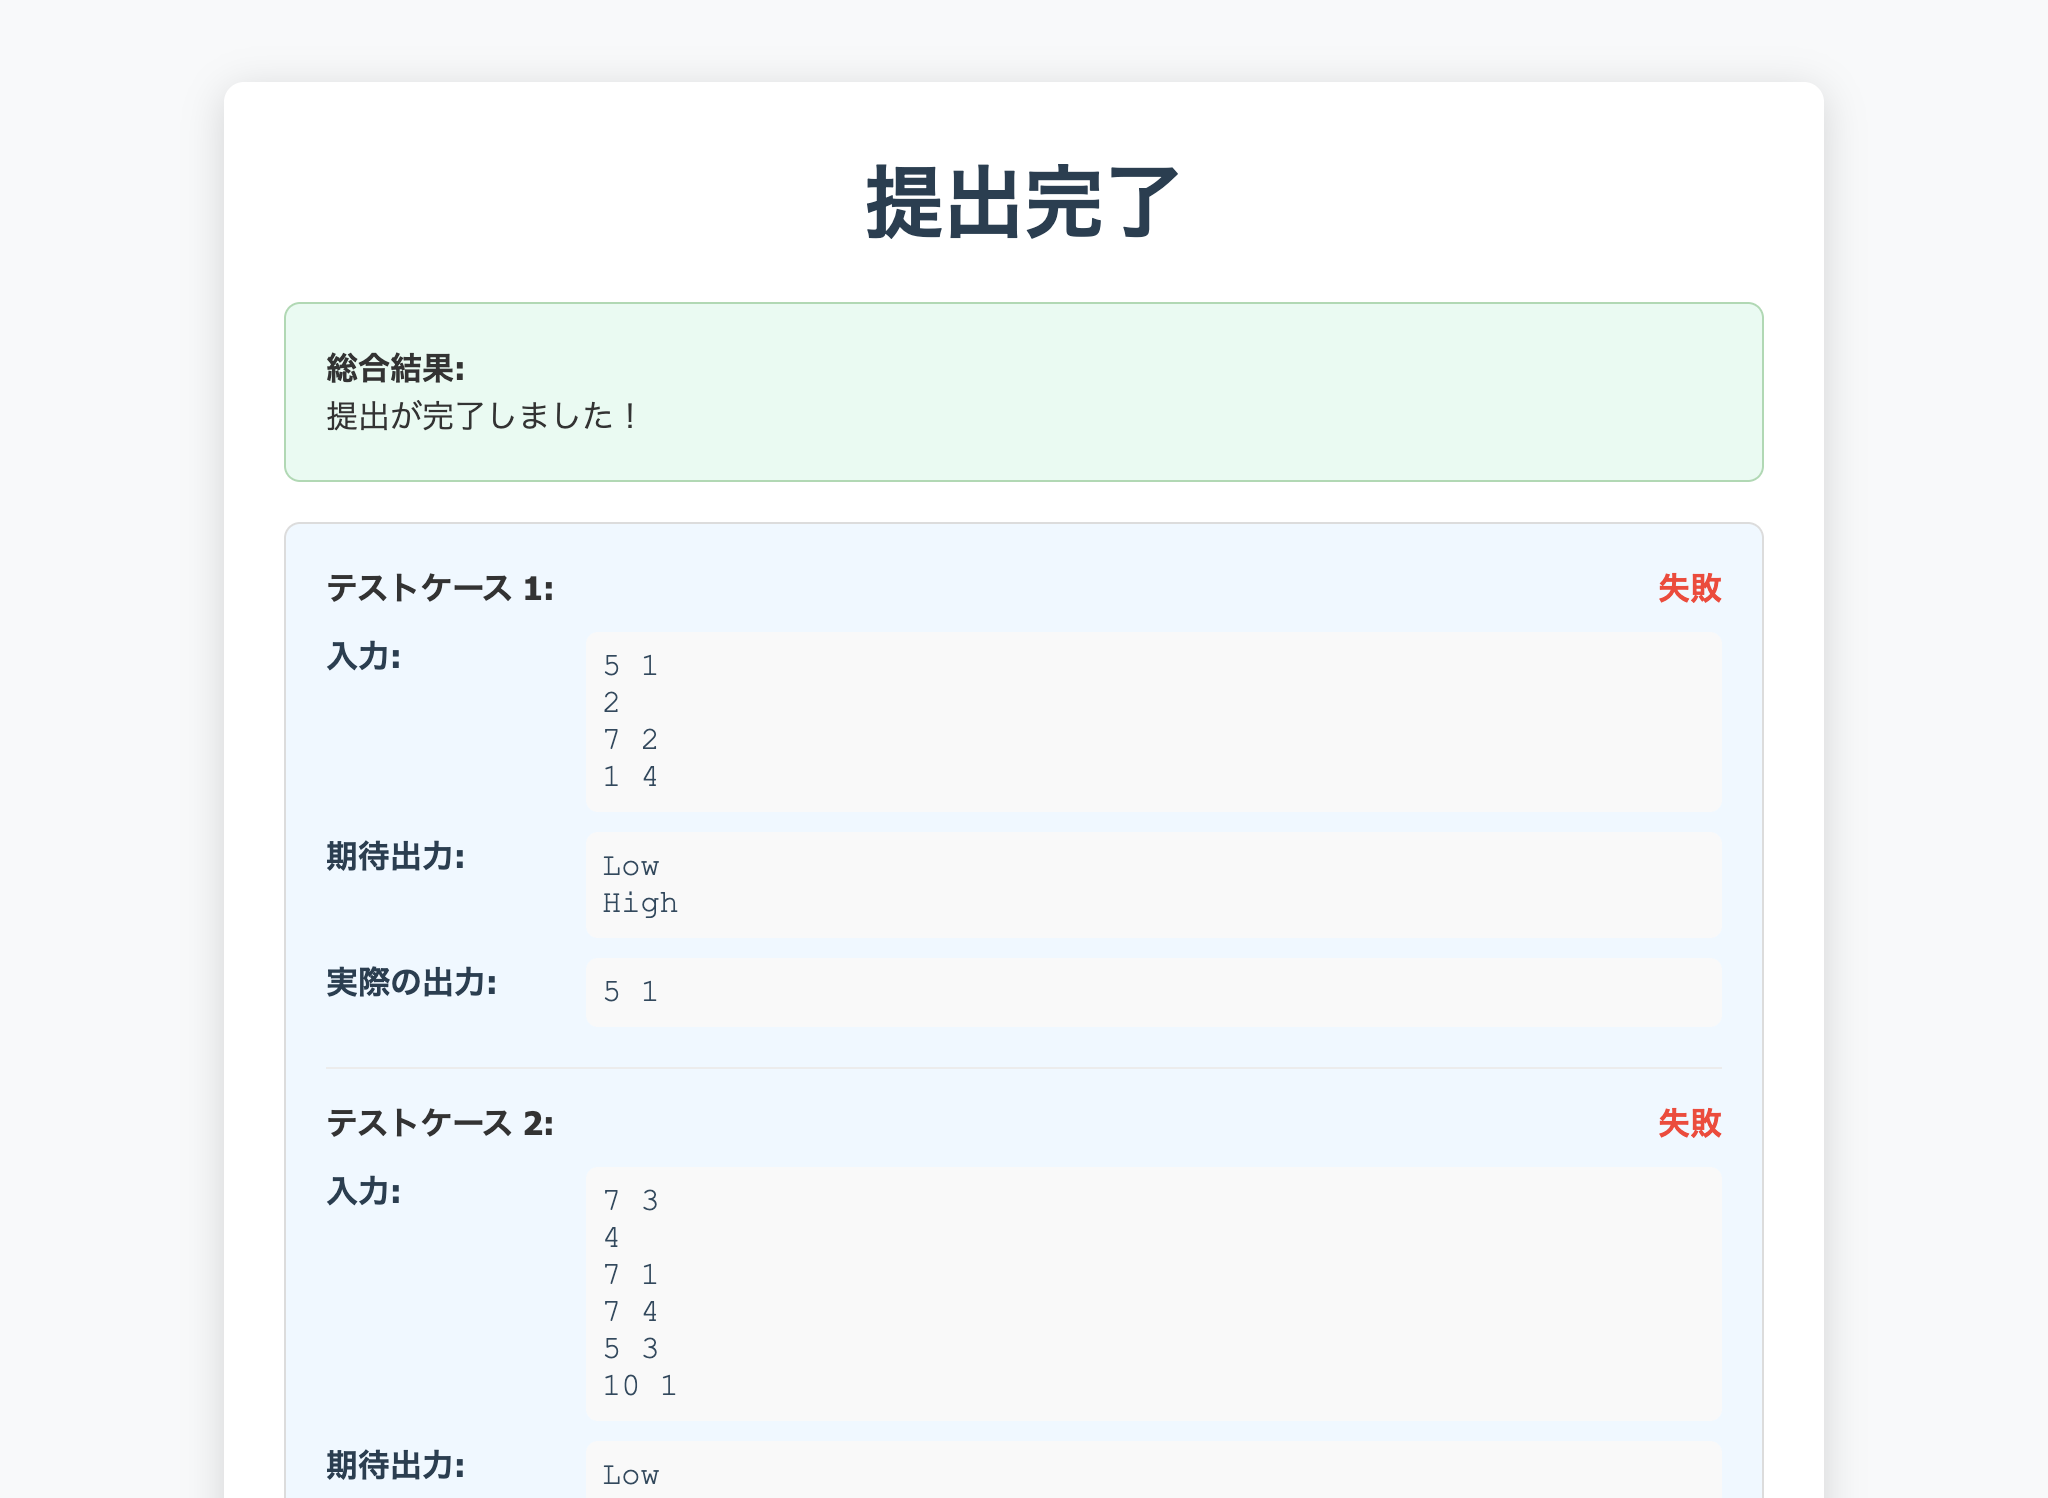 提出完了
総合結果:
提出が完了しました！
テストケース 1:
失敗
入力:
5 1
2
7 2
1 4
期待出力:
Low
High
実際の出力:
5 1
テストケース 2:
失敗
入力:
7 3
4
7 1
7 4
5 3
10 1
期待出力:
Low